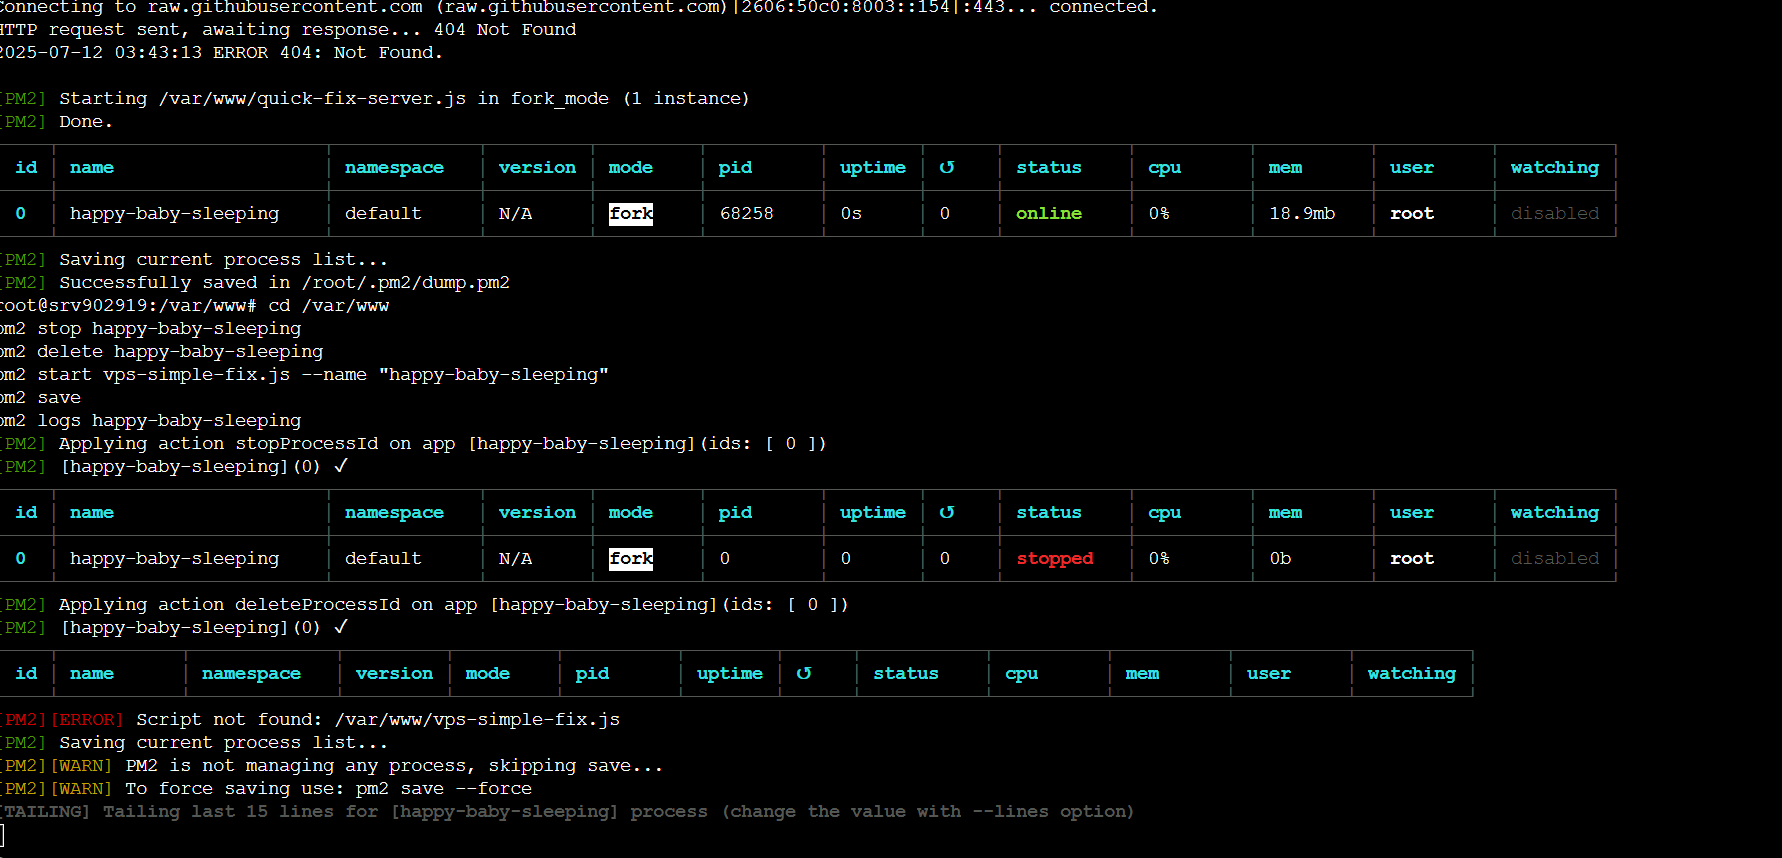 Connecting to raw.githubusercontent.com (raw.githubusercontent.com)|2606:50c0:8003::154|:443... connected.
HTTP request sent, awaiting response... 404 Not Found
2025-07-12 03:43:13 ERROR 404: Not Found.
[PM2] Starting /var/www/quick-fix-server.js in fork_mode (1 instance)
[PM2] Done.
id name namespace version mode pid uptime ↺ status cpu mem user watching
0 happy-baby-sleeping default N/A fork 68258 0s 0 online 0% 18.9mb root disabled
[PM2] Saving current process list...
[PM2] Successfully saved in /root/.pm2/dump.pm2
root@srv902919:/var/www# cd /var/www
pm2 stop happy-baby-sleeping
pm2 delete happy-baby-sleeping
pm2 start vps-simple-fix.js --name "happy-baby-sleeping"
pm2 save
pm2 logs happy-baby-sleeping
[PM2] Applying action stopProcessId on app [happy-baby-sleeping](ids: [ 0 ])
[PM2] [happy-baby-sleeping](0) ✓
id name namespace version mode pid uptime ↺ status cpu mem user watching
0 happy-baby-sleeping default N/A fork 0 0 0 stopped 0% 0b root disabled
[PM2] Applying action deleteProcessId on app [happy-baby-sleeping](ids: [ 0 ])
[PM2] [happy-baby-sleeping](0) ✓
id name namespace version mode pid uptime ↺ status cpu mem user watching
[PM2][ERROR] Script not found: /var/www/vps-simple-fix.js
[PM2] Saving current process list...
[PM2][WARN] PM2 is not managing any process, skipping save...
[PM2][WARN] To force saving use: pm2 save --force
[TAILING] Tailing last 15 lines for [happy-baby-sleeping] process (change the value with --lines option)